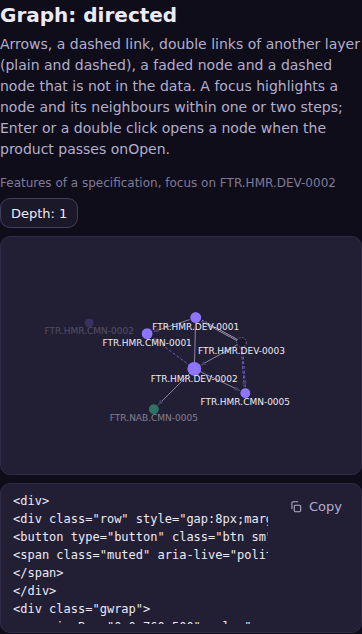 Graph: directed
Arrows, a dashed link, double links of another layer
(plain and dashed), a faded node and a dashed
node that is not in the data. A focus highlights a
node and its neighbours within one or two steps;
Enter or a double click opens a node when the
product passes onOpen.
Features of a specification, focus on FTR.HMR.DEV-0002
Depth: 1
FTR.HMR.CMN-0002
FTR.HMR.DEV-0001
FTR.HMR.CMN-0001
FTR.HMR.DEV-0003
FTR.HMR.DEV-0002
FTR.HMR.CMN-0005
FTR.NAB.CMN-0005
Copy
<div>
<div class="row" style="gap:8px;marg
<button type="button" class="btn sm
<span class="muted" aria-live="polit
</span>
</div>
<div class="gwrap">